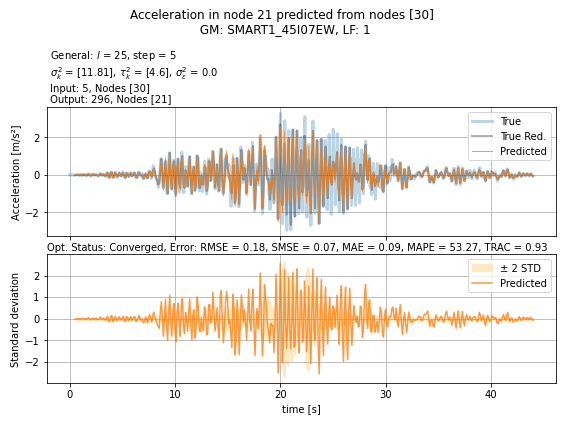 Acceleration in node 21 predicted from nodes [30]
GM: SMART1_45I07EW, LF: 1
General: l = 25, step = 5
σ²ₖ = [11.81], τ²ₖ = [4.6], σ²ε = 0.0
Input: 5, Nodes [30]
Output: 296, Nodes [21]
Acceleration [m/s²]
2
0
−2
True
True Red.
Predicted
Opt. Status: Converged, Error: RMSE = 0.18, SMSE = 0.07, MAE = 0.09, MAPE = 53.27, TRAC = 0.93
Standard deviation
2
1
0
−1
−2
± 2 STD
Predicted
0 10 20 30 40
time [s]